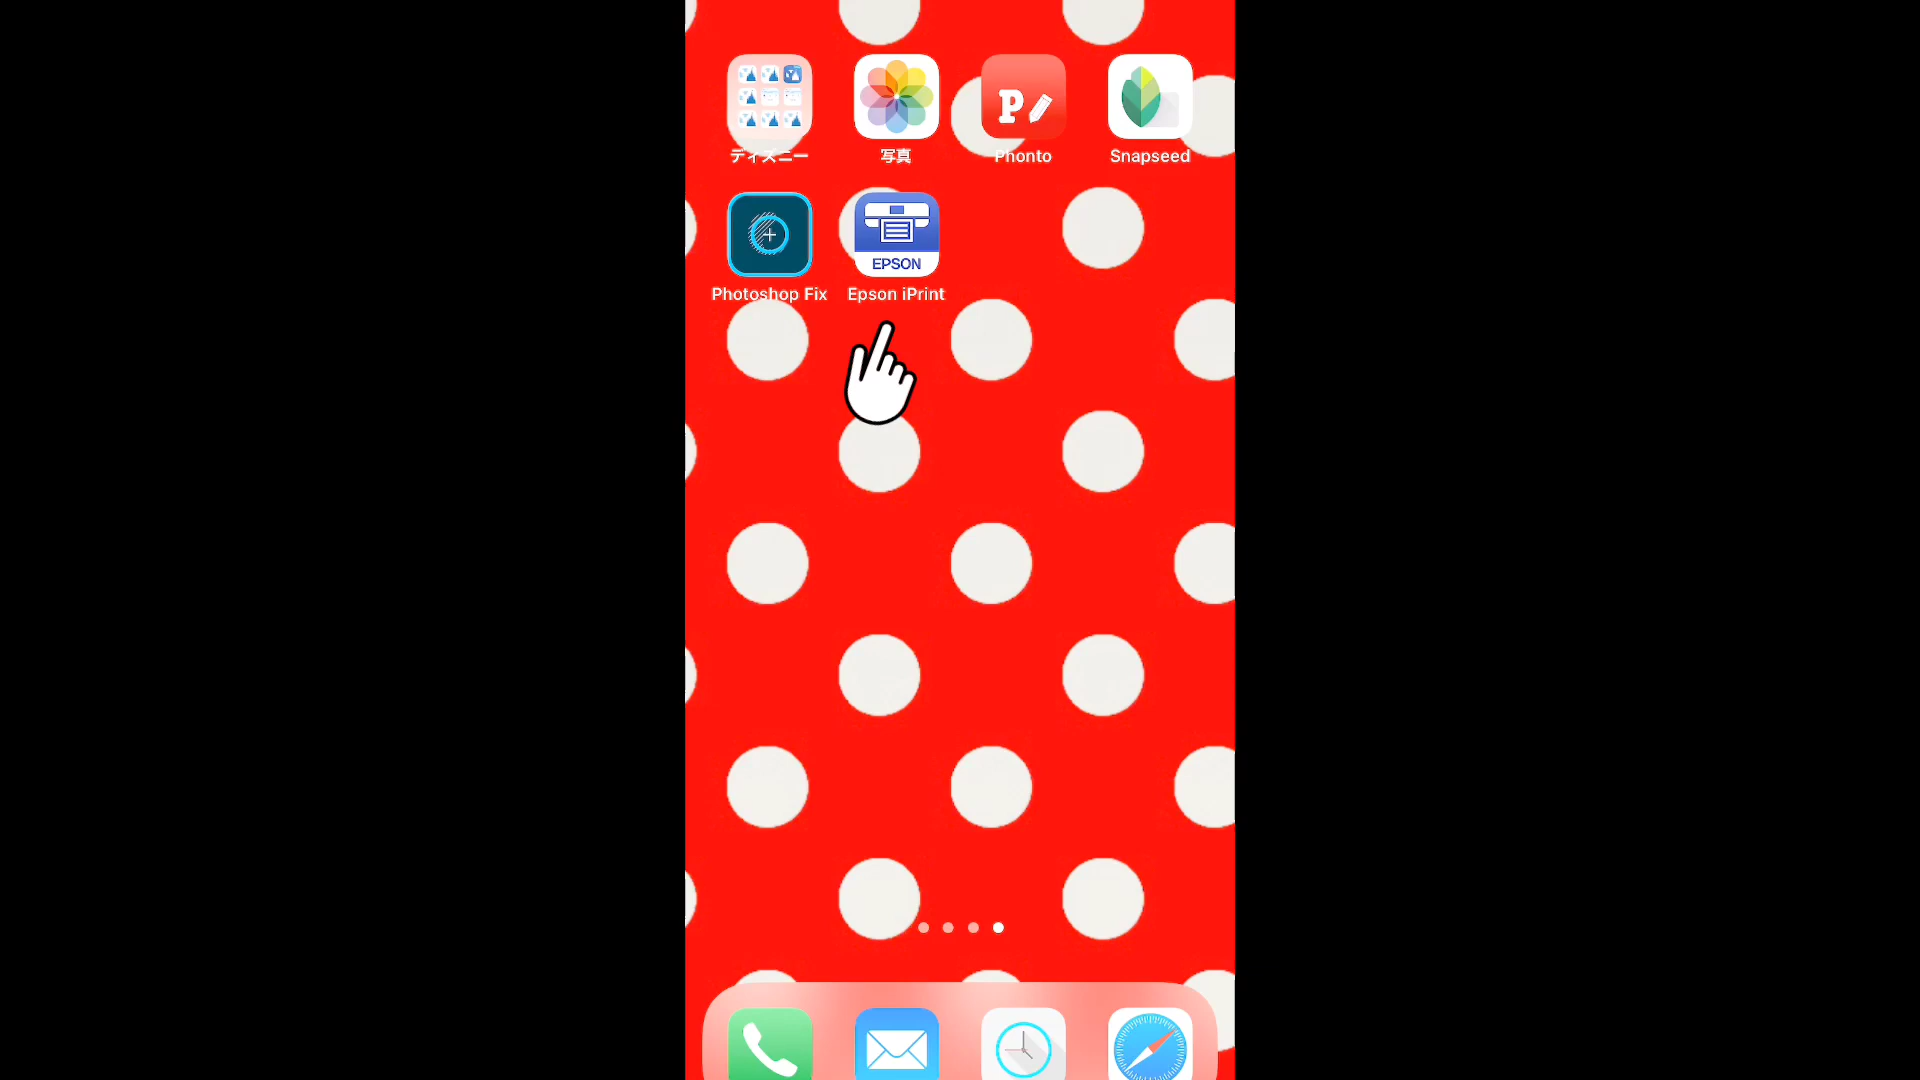 ディズニー
写真
Phonto
Snapseed
EPSON
Photoshop Fix
Epson iPrint